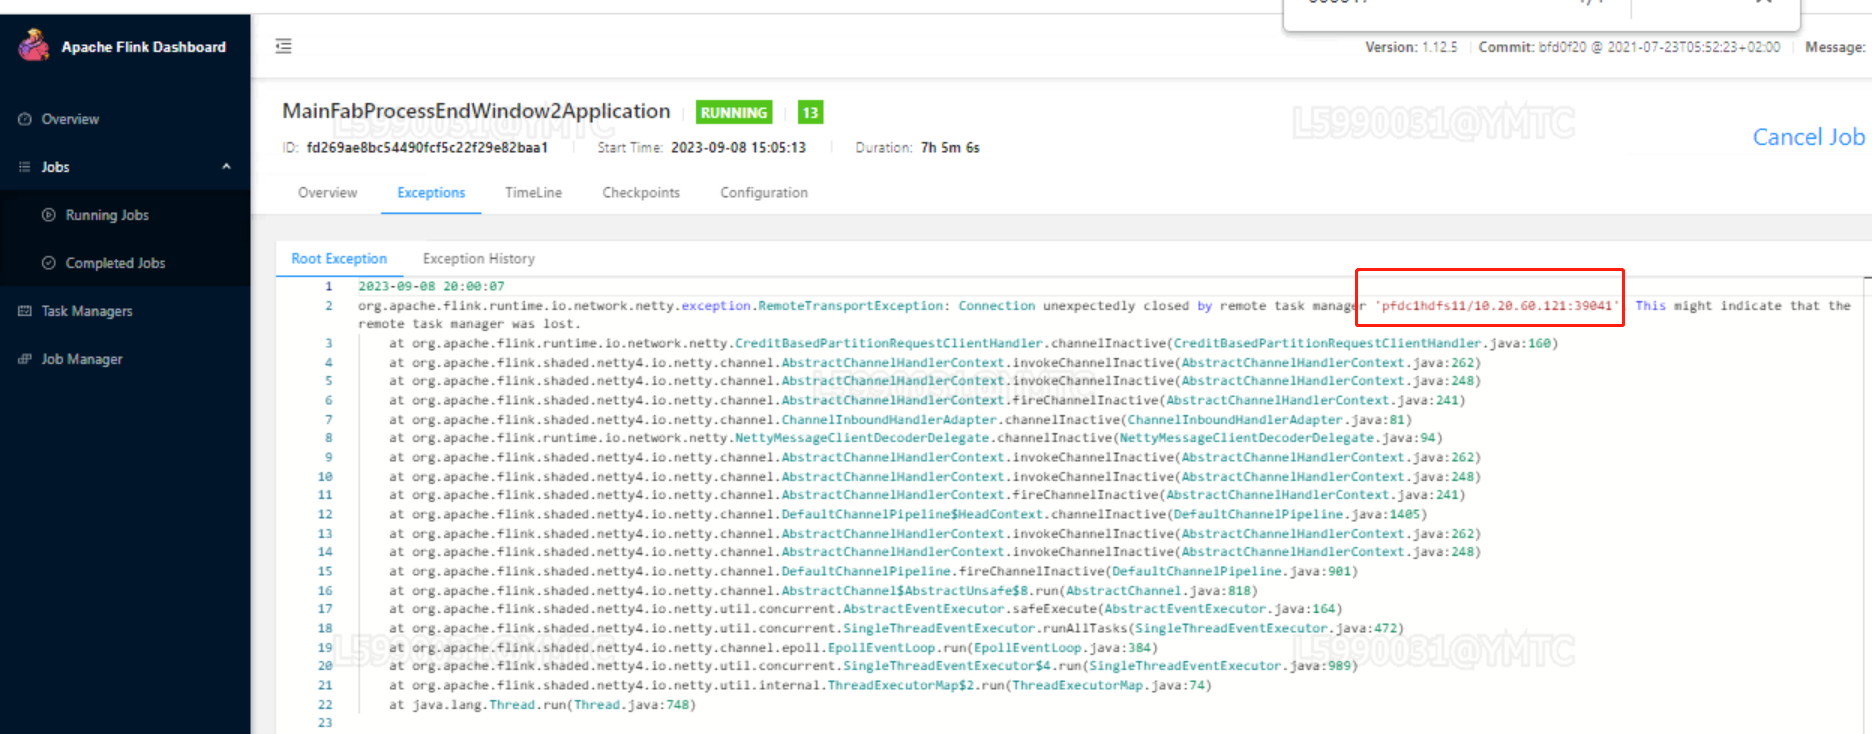 Apache Flink Dashboard
Version: 1.12.5 Commit: bfd0f20 @ 2021-07-23T05:52:23+02:00 Message:
Overview
Jobs
Running Jobs
Completed Jobs
Task Managers
Job Manager
MainFabProcessEndWindow2Application RUNNING 13
L5990031@YMTC
L5990031@YMTC
Cancel Job
ID: fd269ae8bc54490fcf5c22f29e82baa1 Start Time: 2023-09-08 15:05:13 Duration: 7h 5m 6s
Overview Exceptions TimeLine Checkpoints Configuration
Root Exception Exception History
1 2023-09-08 20:00:07
2 org.apache.flink.runtime.io.network.netty.exception.RemoteTransportException: Connection unexpectedly closed by remote task manager 'pfdc1hdfs11/10.20.60.121:39041'. This might indicate that the
remote task manager was lost.
3 at org.apache.flink.runtime.io.network.netty.CreditBasedPartitionRequestClientHandler.channelInactive(CreditBasedPartitionRequestClientHandler.java:160)
4 at org.apache.flink.shaded.netty4.io.netty.channel.AbstractChannelHandlerContext.invokeChannelInactive(AbstractChannelHandlerContext.java:262)
5 at org.apache.flink.shaded.netty4.io.netty.channel.AbstractChannelHandlerContext.invokeChannelInactive(AbstractChannelHandlerContext.java:248)
L5990031@YMTC
6 at org.apache.flink.shaded.netty4.io.netty.channel.AbstractChannelHandlerContext.fireChannelInactive(AbstractChannelHandlerContext.java:241)
7 at org.apache.flink.shaded.netty4.io.netty.channel.ChannelInboundHandlerAdapter.channelInactive(ChannelInboundHandlerAdapter.java:81)
8 at org.apache.flink.runtime.io.network.netty.NettyMessageClientDecoderDelegate.channelInactive(NettyMessageClientDecoderDelegate.java:94)
9 at org.apache.flink.shaded.netty4.io.netty.channel.AbstractChannelHandlerContext.invokeChannelInactive(AbstractChannelHandlerContext.java:262)
10 at org.apache.flink.shaded.netty4.io.netty.channel.AbstractChannelHandlerContext.invokeChannelInactive(AbstractChannelHandlerContext.java:248)
11 at org.apache.flink.shaded.netty4.io.netty.channel.AbstractChannelHandlerContext.fireChannelInactive(AbstractChannelHandlerContext.java:241)
12 at org.apache.flink.shaded.netty4.io.netty.channel.DefaultChannelPipeline$HeadContext.channelInactive(DefaultChannelPipeline.java:1405)
13 at org.apache.flink.shaded.netty4.io.netty.channel.AbstractChannelHandlerContext.invokeChannelInactive(AbstractChannelHandlerContext.java:262)
14 at org.apache.flink.shaded.netty4.io.netty.channel.AbstractChannelHandlerContext.invokeChannelInactive(AbstractChannelHandlerContext.java:248)
15 at org.apache.flink.shaded.netty4.io.netty.channel.DefaultChannelPipeline.fireChannelInactive(DefaultChannelPipeline.java:901)
16 at org.apache.flink.shaded.netty4.io.netty.channel.AbstractChannel$AbstractUnsafe$8.run(AbstractChannel.java:818)
17 at org.apache.flink.shaded.netty4.io.netty.util.concurrent.AbstractEventExecutor.safeExecute(AbstractEventExecutor.java:164)
18 at org.apache.flink.shaded.netty4.io.netty.util.concurrent.SingleThreadEventExecutor.runAllTasks(SingleThreadEventExecutor.java:472)
L5990031@YMTC
L5990031@YMTC
19 at org.apache.flink.shaded.netty4.io.netty.channel.epoll.EpollEventLoop.run(EpollEventLoop.java:384)
20 at org.apache.flink.shaded.netty4.io.netty.util.concurrent.SingleThreadEventExecutor$4.run(SingleThreadEventExecutor.java:989)
21 at org.apache.flink.shaded.netty4.io.netty.util.internal.ThreadExecutorMap$2.run(ThreadExecutorMap.java:74)
22 at java.lang.Thread.run(Thread.java:748)
23